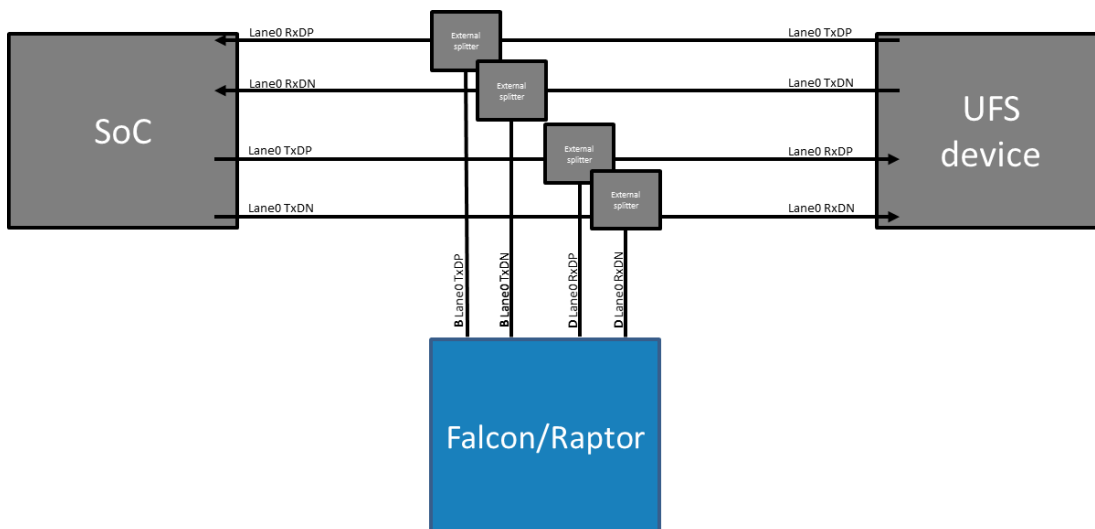 Lane0 RxDP
External
splitter
Lane0 TxDP
Lane0 RxDN
External
splitter
Lane0 TxDN
SoC
UFS
device
Lane0 TxDP
External
splitter
Lane0 RxDP
Lane0 TxDN
External
splitter
Lane0 RxDN
B Lane0 TxDP
B Lane0 TxDN
D Lane0 RxDP
D Lane0 RxDN
Falcon/Raptor